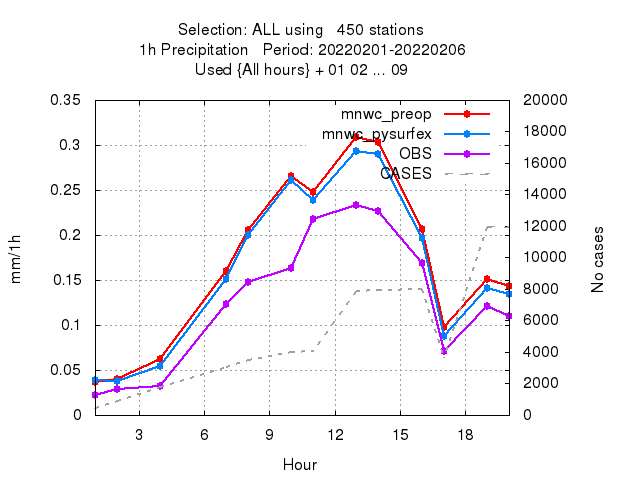 Selection: ALL using   450 stations
1h Precipitation   Period: 20220201-20220206
Used {All hours} + 01 02 ... 09
0.35
0.3
0.25
0.2
0.15
0.1
0.05
0
mm/1h
20000
18000
16000
14000
12000
10000
8000
6000
4000
2000
0
No cases
mnwc_preop
mnwc_pysurfex
OBS
CASES
3 6 9 12 15 18
Hour